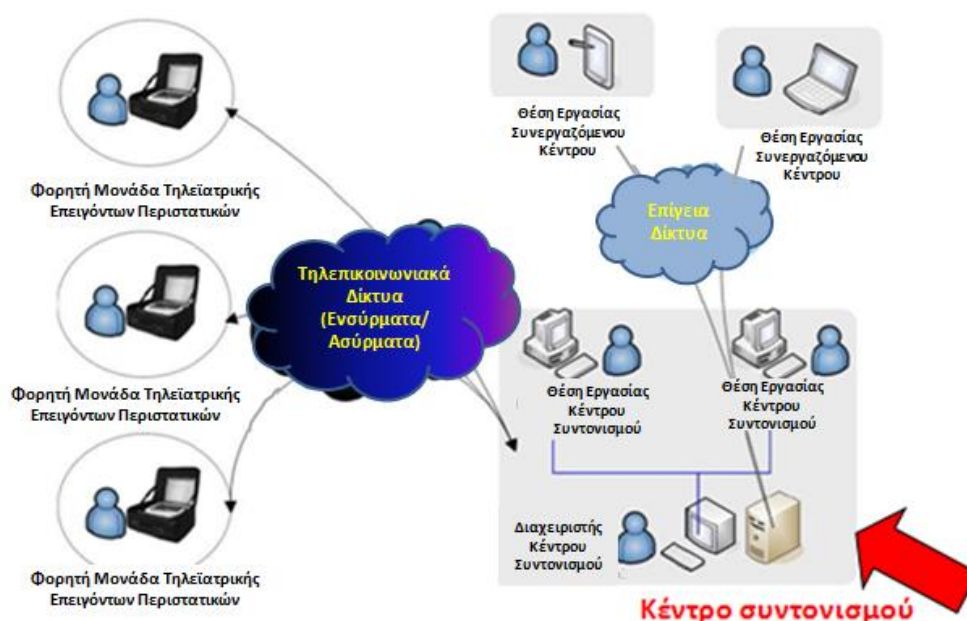 Φορητή Μονάδα Τηλεϊατρικής
Επειγόντων Περιστατικών
Φορητή Μονάδα Τηλεϊατρικής
Επειγόντων Περιστατικών
Φορητή Μονάδα Τηλεϊατρικής
Επειγόντων Περιστατικών
Τηλεπικοινωνιακά
Δίκτυα
(Ενσύρματα/
Ασύρματα)
Θέση Εργασίας
Συνεργαζόμενου
Κέντρου
Θέση Εργασίας
Συνεργαζόμενου
Κέντρου
Επίγεια
Δίκτυα
Θέση Εργασίας
Κέντρου
Συντονισμού
Θέση Εργασίας
Κέντρου
Συντονισμού
Διαχειριστής
Κέντρου
Συντονισμού
Κέντρο συντονισμού